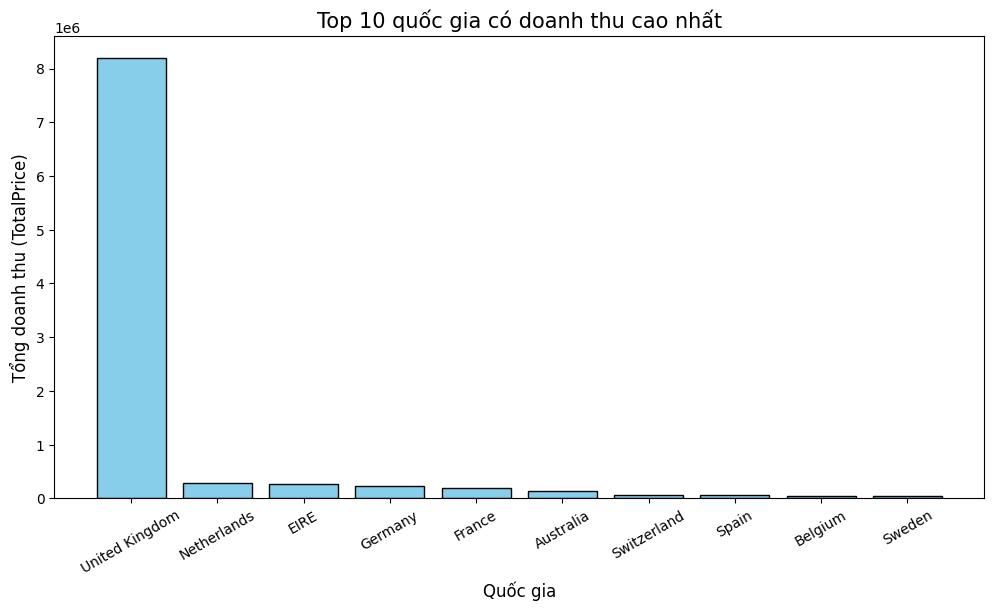 Top 10 quốc gia có doanh thu cao nhất
1e6
Tổng doanh thu (TotalPrice)
8
7
6
5
4
3
2
1
0
United Kingdom
Netherlands
EIRE
Germany
France
Australia
Switzerland
Spain
Belgium
Sweden
Quốc gia